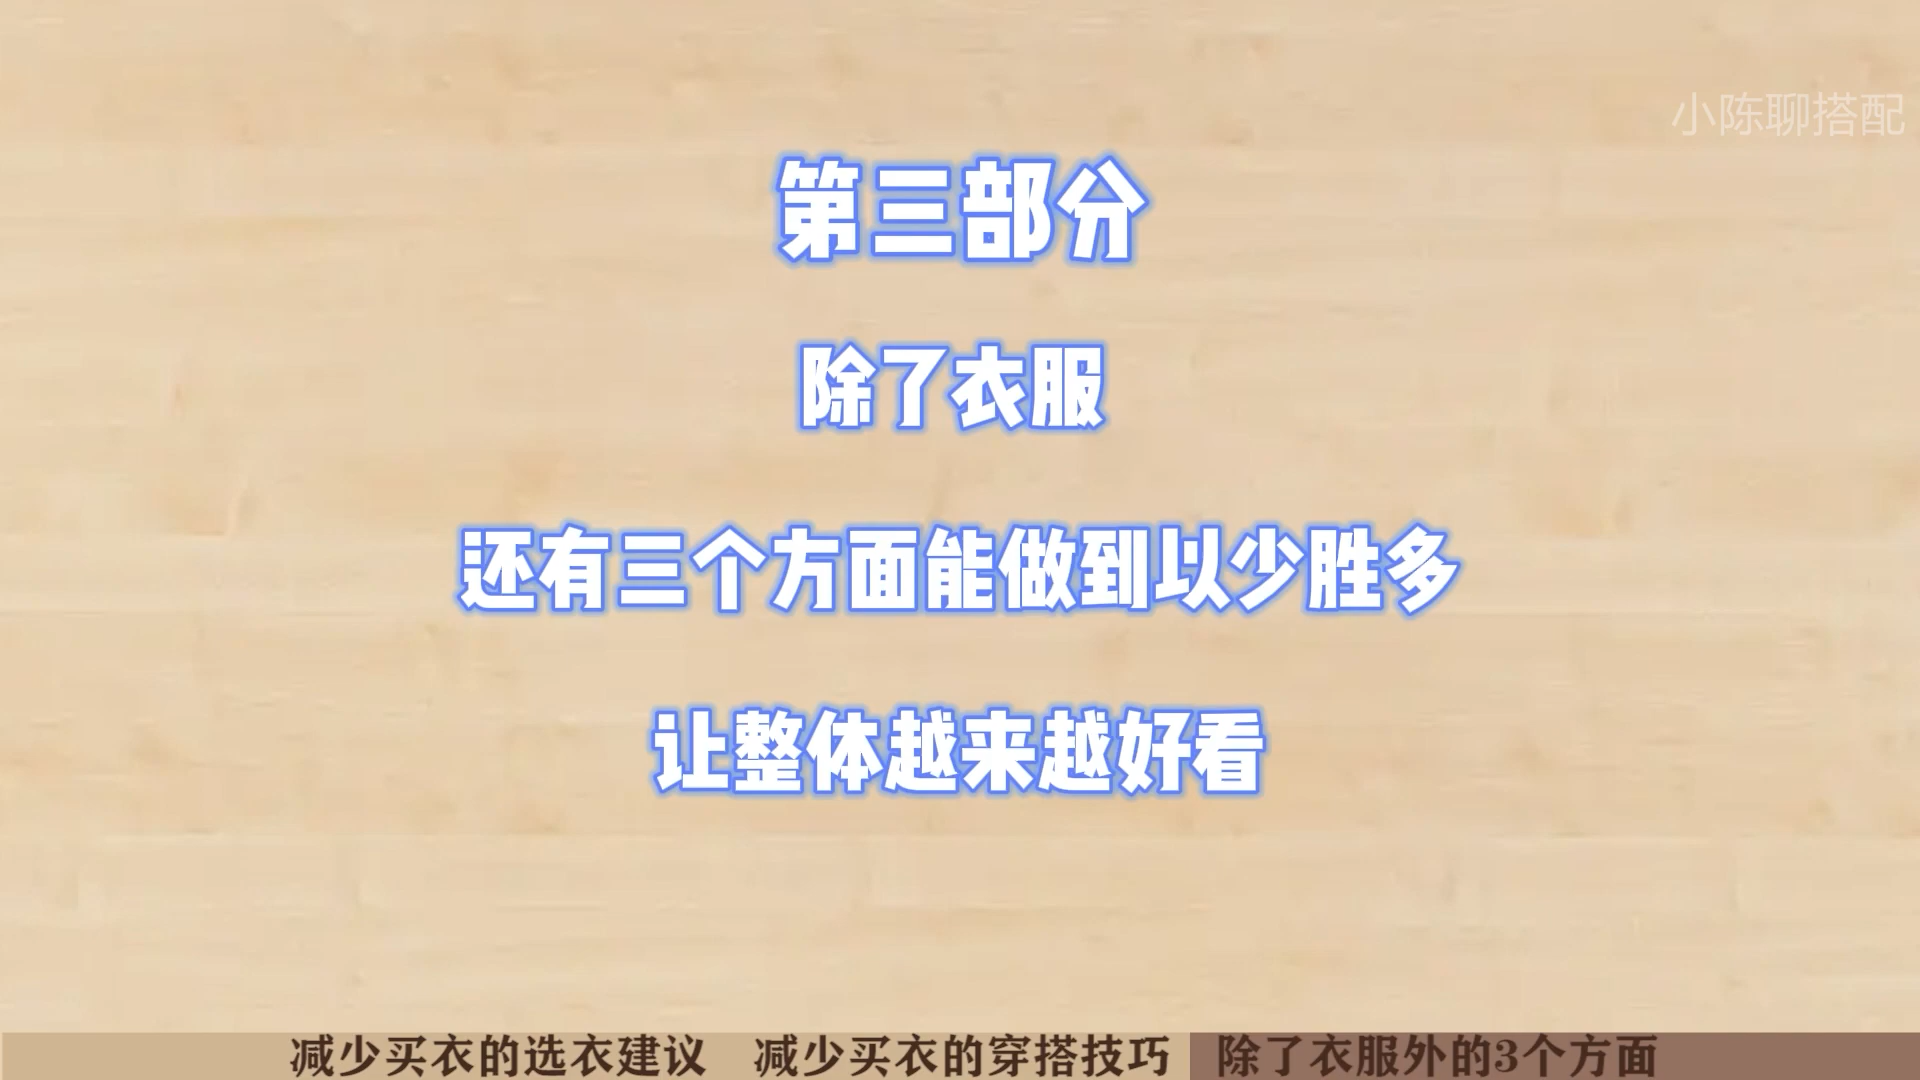 小陈聊搭配
第三部分
除了衣服
还有三个方面能做到以少胜多
让整体越来越好看
减少买衣的选衣建议 减少买衣的穿搭技巧 除了衣服外的3个方面